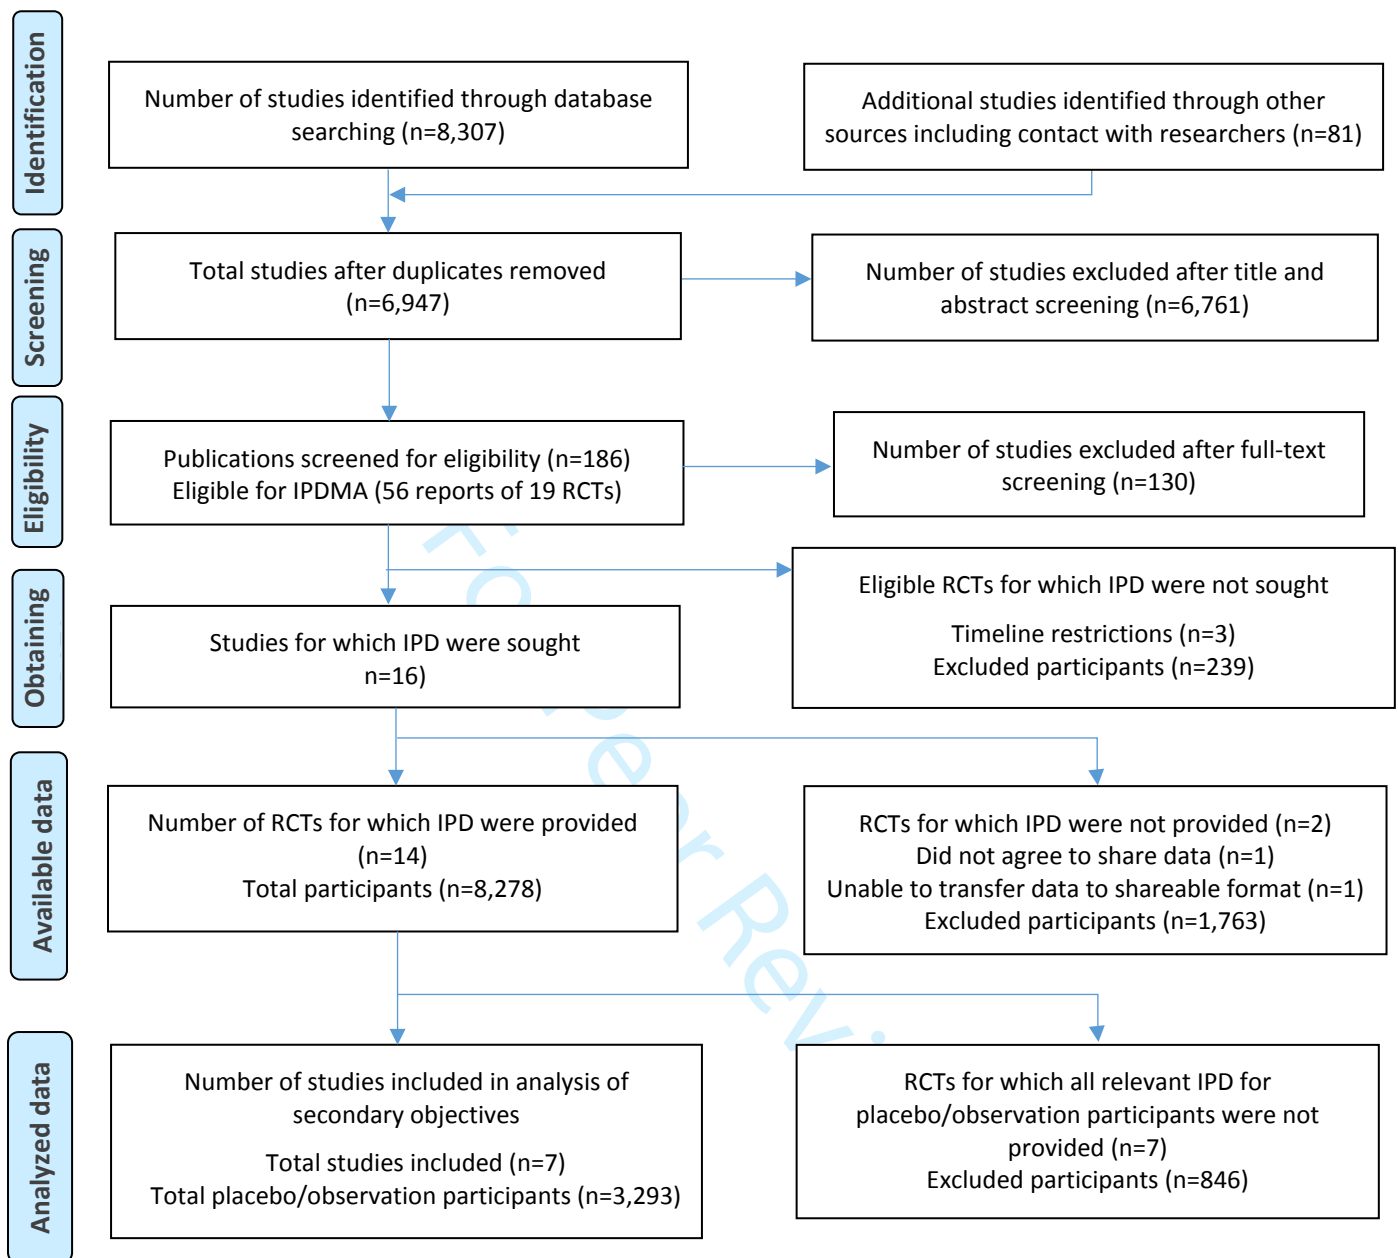 Identification
Number of studies identified through database
searching (n=8,307)
Additional studies identified through other
sources including contact with researchers (n=81)
Screening
Total studies after duplicates removed
(n=6,947)
Number of studies excluded after title and
abstract screening (n=6,761)
Eligibility
Publications screened for eligibility (n=186)
Eligible for IPDMA (56 reports of 19 RCTs)
Number of studies excluded after full-text
screening (n=130)
Obtaining
Studies for which IPD were sought
n=16)
Eligible RCTs for which IPD were not sought
Timeline restrictions (n=3)
Excluded participants (n=239)
Available data
Number of RCTs for which IPD were provided
(n=14)
Total participants (n=8,278)
RCTs for which IPD were not provided (n=2)
Did not agree to share data (n=1)
Unable to transfer data to shareable format (n=1)
Excluded participants (n=1,763)
Analyzed data
Number of studies included in analysis of
secondary objectives
Total studies included (n=7)
Total placebo/observation participants (n=3,293)
RCTs for which all relevant IPD for
placebo/observation participants were not
provided (n=7)
Excluded participants (n=846)